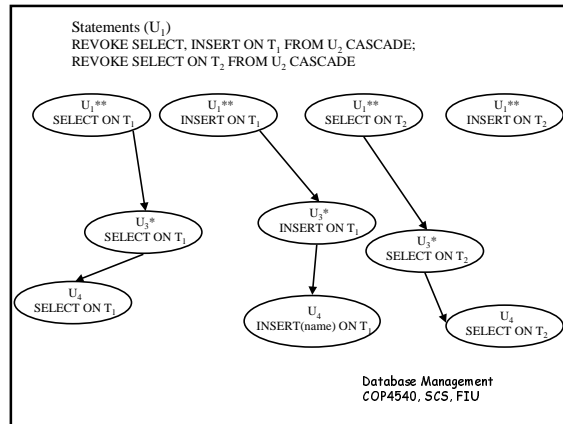 Statements (U₁)
REVOKE SELECT, INSERT ON T₁ FROM U₂ CASCADE;
REVOKE SELECT ON T₂ FROM U₂ CASCADE
U₁**
SELECT ON T₁
U₁**
INSERT ON T₁
U₁**
SELECT ON T₂
U₁**
INSERT ON T₂
U₃*
SELECT ON T₁
U₃*
INSERT ON T₁
U₃*
SELECT ON T₂
U₄
SELECT ON T₁
U₄
INSERT(name) ON T₁
U₄
SELECT ON T₂
Database Management
COP4540, SCS, FIU